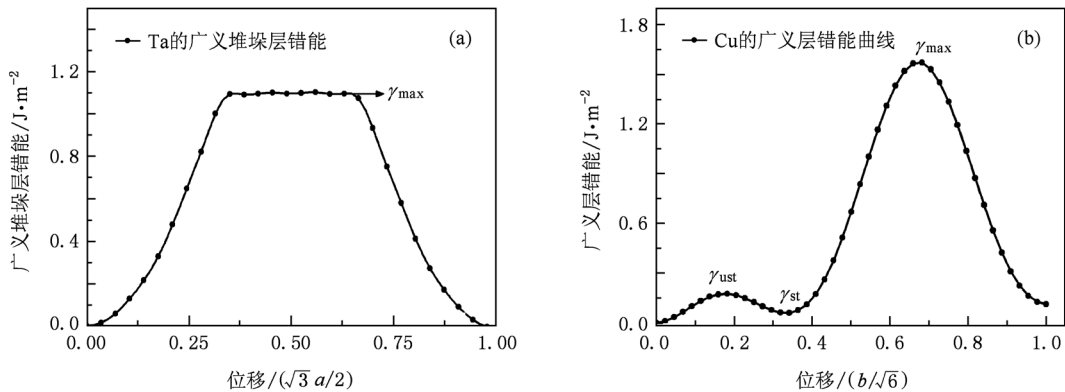 Ta的广义堆垛层错能
(a)
γmax
广义堆垛层错能/J·m⁻²
1.2
0.8
0.4
0.0
0.00
0.25
0.50
0.75
1.00
位移/(√3 a/2)
Cu的广义层错能曲线
(b)
γmax
γust
γst
广义层错能/J·m⁻²
1.8
1.2
0.6
0
0.0
0.2
0.4
0.6
0.8
1.0
位移/(b/√6)